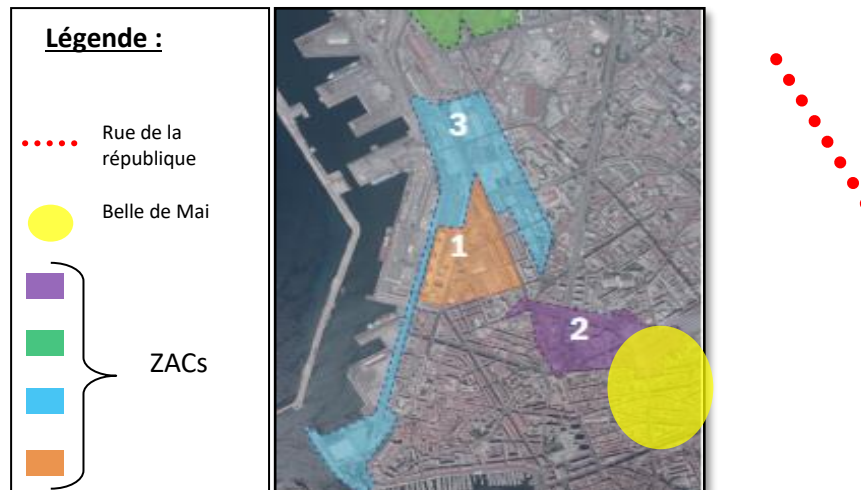 Légende :
Rue de la
république
Belle de Mai
ZACs
3
1
2